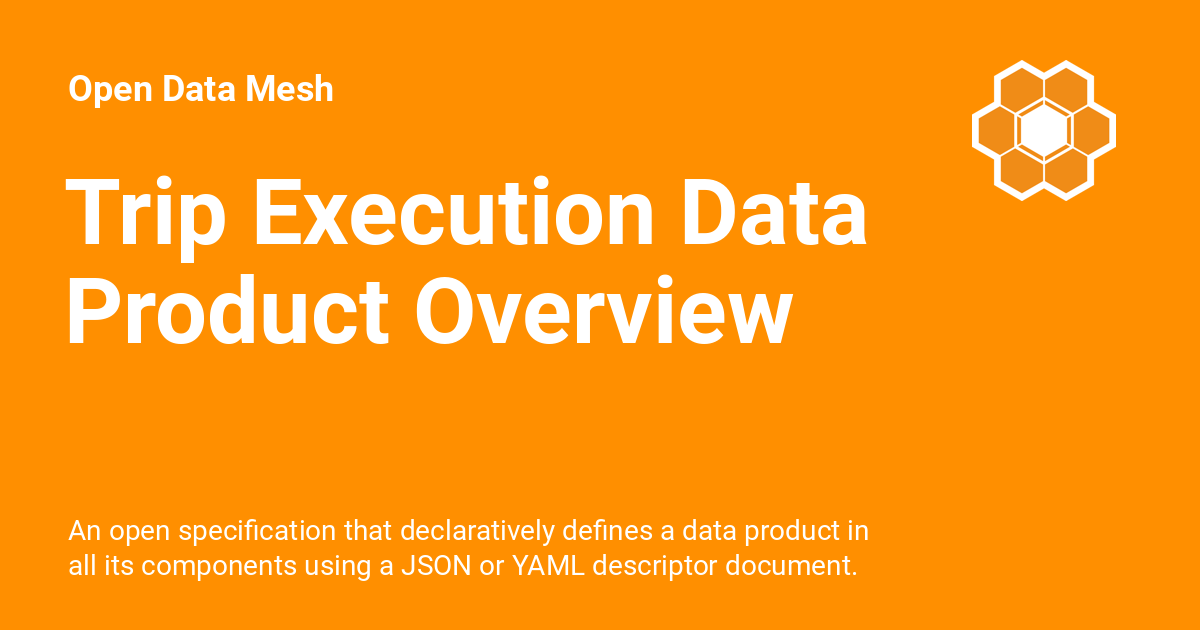 Open Data Mesh
Trip Execution Data
Product Overview
An open specification that declaratively defines a data product in
all its components using a JSON or YAML descriptor document.